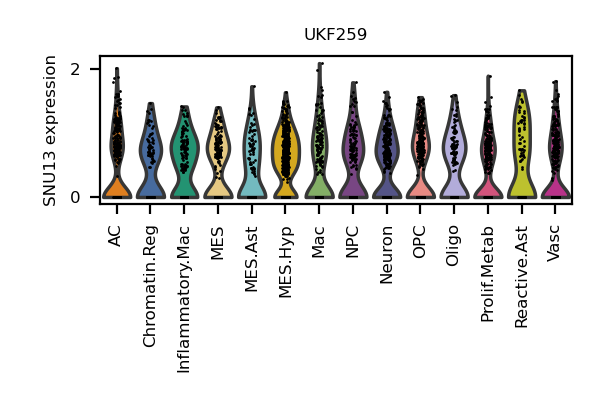 UKF259
SNU13 expression
2
0
AC
Chromatin.Reg
Inflammatory.Mac
MES
MES.Ast
MES.Hyp
Mac
NPC
Neuron
OPC
Oligo
Prolif.Metab
Reactive.Ast
Vasc